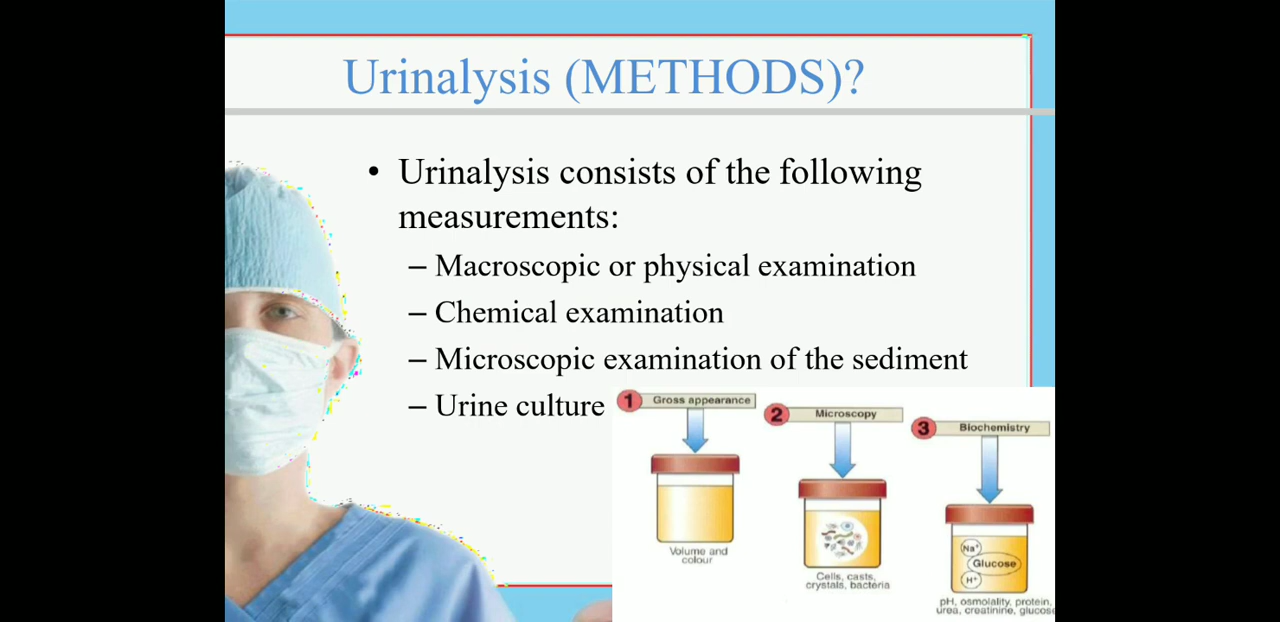 Urinalysis (METHODS)?
• Urinalysis consists of the following
measurements:
– Macroscopic or physical examination
– Chemical examination
– Microscopic examination of the sediment
– Urine culture
1 Gross appearance
Volume and
colour
2 Microscopy
Cells, casts,
crystals, bacteria
3 Biochemistry
Na+
Glucose
H+
pH, osmolality, protein,
urea, creatinine, glucose